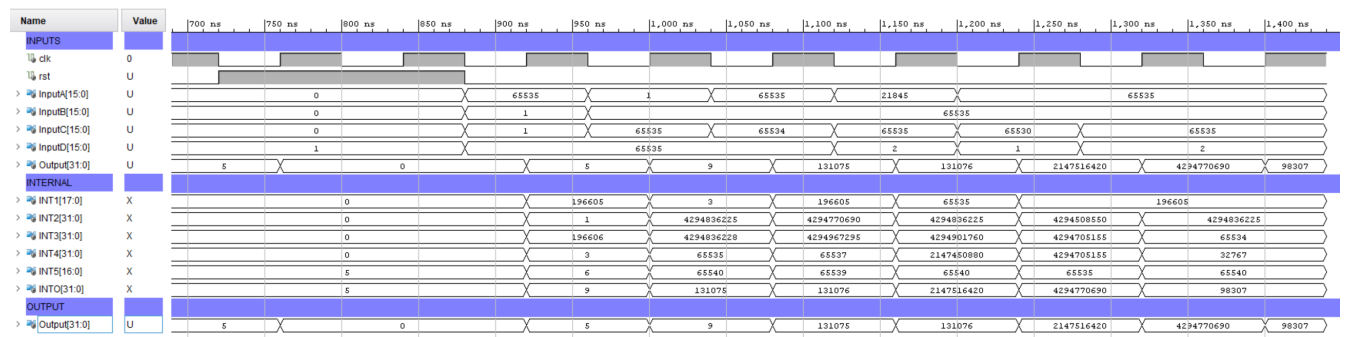 Name Value 700 ns 750 ns 800 ns 850 ns 900 ns 950 ns 1,000 ns 1,050 ns 1,100 ns 1,150 ns 1,200 ns 1,250 ns 1,300 ns 1,350 ns 1,400 ns
INPUTS
clk 0
rst U
InputA[15:0] U 0 65535 1 65535 21845 65535
InputB[15:0] U 0 1 65535
InputC[15:0] U 0 1 65535 65534 65535 65530 65535
InputD[15:0] U 1 65535 2 1 2
Output[31:0] U 5 0 5 9 131075 131076 2147516420 4294770690 98307
INTERNAL
INT1[17:0] X 0 196605 3 196605 65535 196605
INT2[31:0] X 0 1 4294836225 4294770690 4294836225 4294508550 4294836225
INT3[31:0] X 0 196606 4294836228 4294967295 4294901760 4294705155 65534
INT4[31:0] X 0 3 65535 65537 2147450880 4294705155 32767
INT5[16:0] X 5 6 65540 65539 65540 65535 65540
INTO[31:0] X 5 9 131075 131076 2147516420 4294770690 98307
OUTPUT
Output[31:0] U 5 0 5 9 131075 131076 2147516420 4294770690 98307